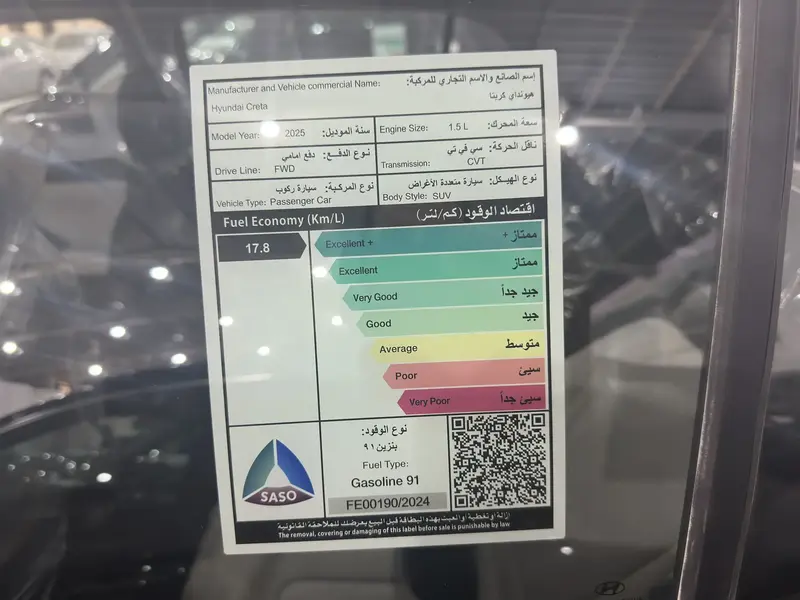 Manufacturer and Vehicle commercial Name: إسم الصانع والاسم التجاري للمركبة:
Hyundai Creta هيونداي كريتا
Model Year: 2025 سنة الموديل:
Engine Size: 1.5 L سعة المحرك:
نوع الدفـــع: دفع امامي
Drive Line: FWD
ناقل الحركة: سي في تي
Transmission: CVT
نوع المركبة: سيارة ركوب
Vehicle Type: Passenger Car
نوع الهيـكل: سيارة متعددة الأغراض
Body Style: SUV
Fuel Economy (Km/L) اقتصاد الوقود (كم/لتر)
17.8
Excellent + ممتاز +
Excellent ممتاز
Very Good جيد جداً
Good جيد
Average متوسط
Poor سيئ
Very Poor سيئ جداً
SASO
نوع الوقود:
بنزين ٩١
Fuel Type:
Gasoline 91
FE00190/2024
إزالة أو تغطية أو العبث بهذه البطاقة قبل البيع يعرضك للملاحقة القانونية
The removal, covering or damaging of this label before sale is punishable by law